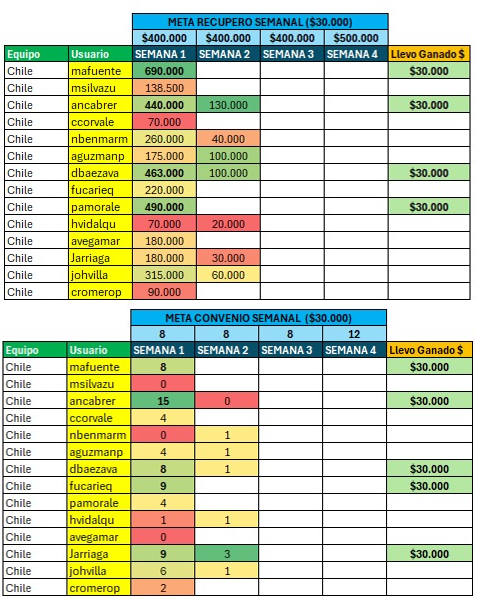 META RECUPERO SEMANAL ($30.000)
$400.000 $400.000 $400.000 $500.000
Equipo Usuario SEMANA 1 SEMANA 2 SEMANA 3 SEMANA 4 Llevo Ganado $
Chile mafuente 690.000 $30.000
Chile msilvazu 138.500
Chile ancabrer 440.000 130.000 $30.000
Chile ccorvale 70.000
Chile nbenmarm 260.000 40.000
Chile aguzmanp 175.000 100.000
Chile dbaezava 463.000 100.000 $30.000
Chile fucarieq 220.000
Chile pamorale 490.000 $30.000
Chile hvidalqu 70.000 20.000
Chile avegamar 180.000
Chile Jarriaga 180.000 30.000
Chile johvilla 315.000 60.000
Chile cromerop 90.000
META CONVENIO SEMANAL ($30.000)
8 8 8 12
Equipo Usuario SEMANA 1 SEMANA 2 SEMANA 3 SEMANA 4 Llevo Ganado $
Chile mafuente 8 $30.000
Chile msilvazu 0
Chile ancabrer 15 0 $30.000
Chile ccorvale 4
Chile nbenmarm 0 1
Chile aguzmanp 4 1
Chile dbaezava 8 1 $30.000
Chile fucarieq 9 $30.000
Chile pamorale 4
Chile hvidalqu 1 1
Chile avegamar 0
Chile Jarriaga 9 3 $30.000
Chile johvilla 6 1
Chile cromerop 2